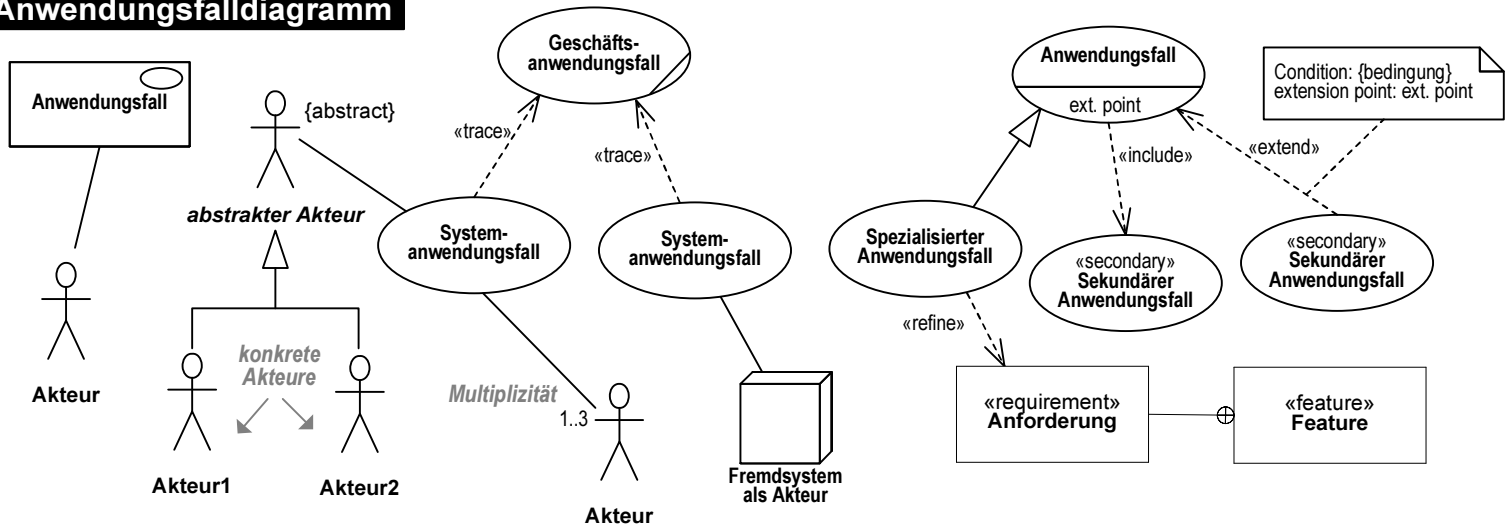 Anwendungsfalldiagramm
Anwendungsfall
Akteur
{abstract}
abstrakter Akteur
konkrete
Akteure
Akteur1
Akteur2
Geschäfts-
anwendungsfall
«trace»
«trace»
System-
anwendungsfall
System-
anwendungsfall
Multiplizität
1..3
Akteur
Fremdsystem
als Akteur
Anwendungsfall
ext. point
Condition: {bedingung}
extension point: ext. point
«include»
«extend»
Spezialisierter
Anwendungsfall
«secondary»
Sekundärer
Anwendungsfall
«secondary»
Sekundärer
Anwendungsfall
«refine»
«requirement»
Anforderung
«feature»
Feature